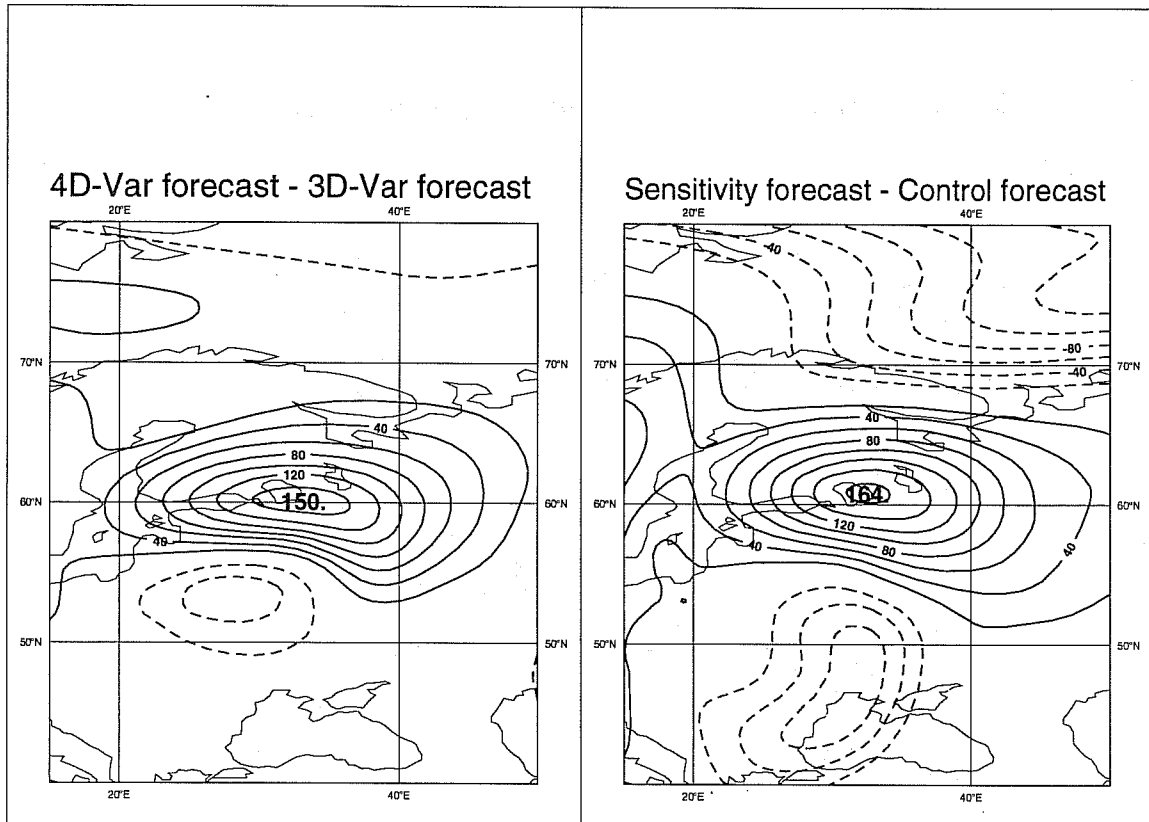 4D-Var forecast - 3D-Var forecast
20°E 40°E
70°N 70°N
40
80
120
60°N 150. 60°N
40
50°N 50°N
20°E 40°E
Sensitivity forecast - Control forecast
20°E 40°E
-40
-80
70°N -40 70°N
40
80
60°N 164. 60°N
120
40 80 40
50°N 50°N
20°E 40°E